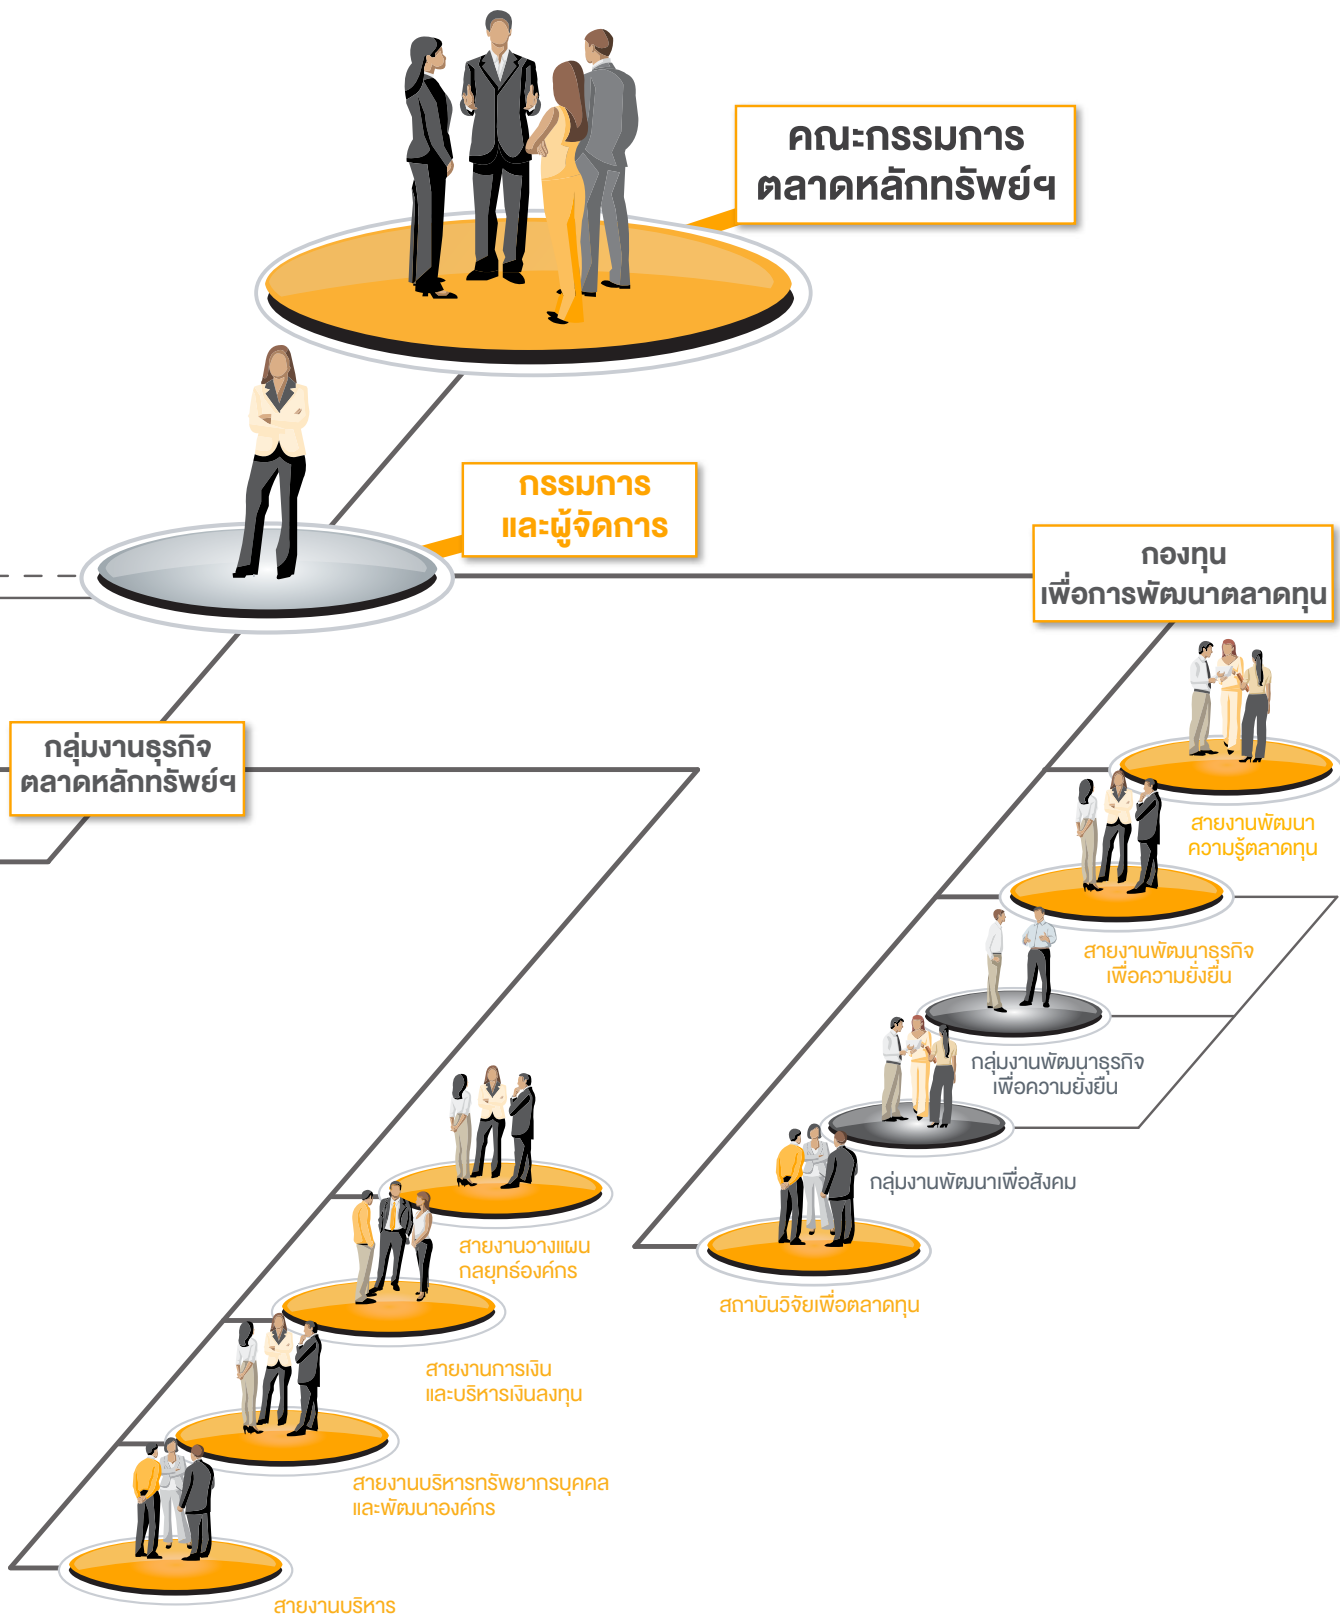 คณะกรรมการ
ตลาดหลักทรัพย์ฯ
กรรมการ
และผู้จัดการ
กองทุน
เพื่อการพัฒนาตลาดทุน
กลุ่มงานธุรกิจ
ตลาดหลักทรัพย์ฯ
สายงานพัฒนา
ความรู้ตลาดทุน
สายงานพัฒนาธุรกิจ
เพื่อความยั่งยืน
กลุ่มงานพัฒนาธุรกิจ
เพื่อความยั่งยืน
กลุ่มงานพัฒนาเพื่อสังคม
สถาบันวิจัยเพื่อตลาดทุน
สายงานวางแผน
กลยุทธ์องค์กร
สายงานการเงิน
และบริหารเงินลงทุน
สายงานบริหารทรัพยากรบุคคล
และพัฒนาองค์กร
สายงานบริหาร